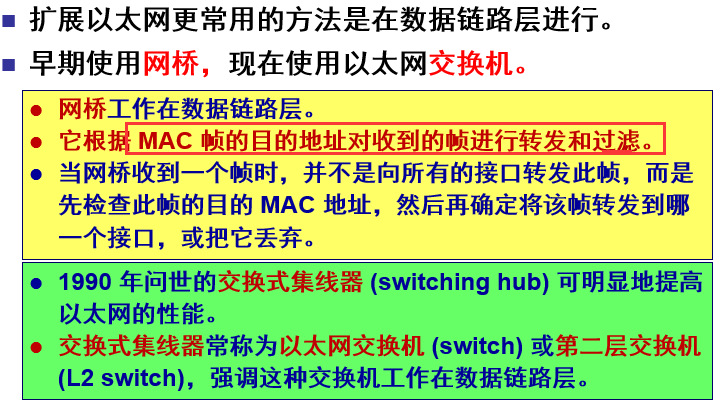 扩展以太网更常用的方法是在数据链路层进行。
早期使用网桥，现在使用以太网交换机。
网桥工作在数据链路层。
它根据 MAC 帧的目的地址对收到的帧进行转发和过滤。
当网桥收到一个帧时，并不是向所有的接口转发此帧，而是
先检查此帧的目的 MAC 地址，然后再确定将该帧转发到哪
一个接口，或把它丢弃。
1990 年问世的交换式集线器 (switching hub) 可明显地提高
以太网的性能。
交换式集线器常称为以太网交换机 (switch) 或第二层交换机
(L2 switch)，强调这种交换机工作在数据链路层。